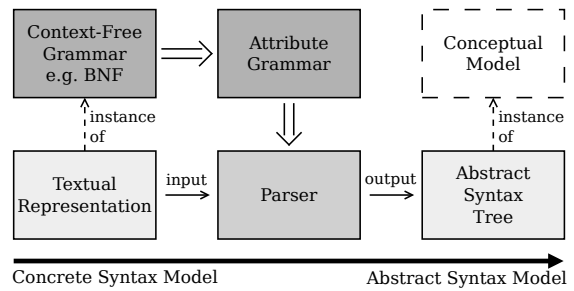 Context-Free
Grammar
e.g. BNF
Attribute
Grammar
Conceptual
Model
instance
of
instance
of
Textual
Representation
input
Parser
output
Abstract
Syntax
Tree
Concrete Syntax Model
Abstract Syntax Model